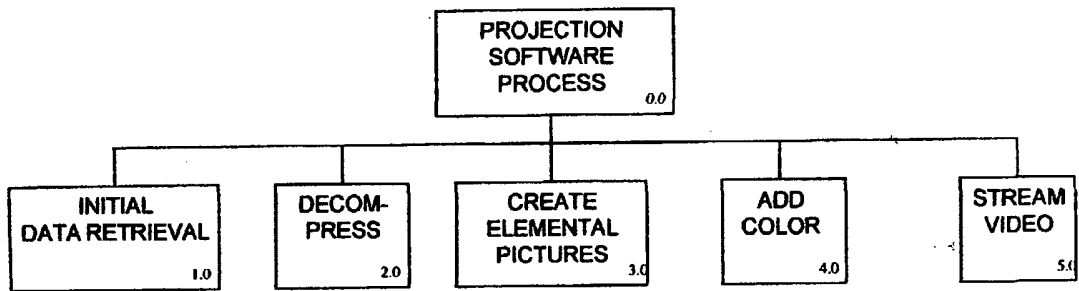 PROJECTION
SOFTWARE
PROCESS
0.0
INITIAL
DATA RETRIEVAL
1.0
DECOM-
PRESS
2.0
CREATE
ELEMENTAL
PICTURES
3.0
ADD
COLOR
4.0
STREAM
VIDEO
5.0